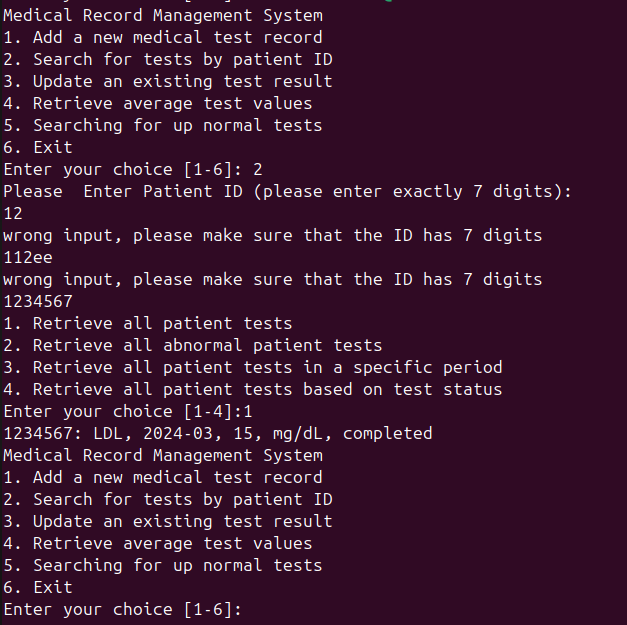 Medical Record Management System
1. Add a new medical test record
2. Search for tests by patient ID
3. Update an existing test result
4. Retrieve average test values
5. Searching for up normal tests
6. Exit
Enter your choice [1-6]: 2
Please  Enter Patient ID (please enter exactly 7 digits):
12
wrong input, please make sure that the ID has 7 digits
112ee
wrong input, please make sure that the ID has 7 digits
1234567
1. Retrieve all patient tests
2. Retrieve all abnormal patient tests
3. Retrieve all patient tests in a specific period
4. Retrieve all patient tests based on test status
Enter your choice [1-4]:1
1234567: LDL, 2024-03, 15, mg/dL, completed
Medical Record Management System
1. Add a new medical test record
2. Search for tests by patient ID
3. Update an existing test result
4. Retrieve average test values
5. Searching for up normal tests
6. Exit
Enter your choice [1-6]: